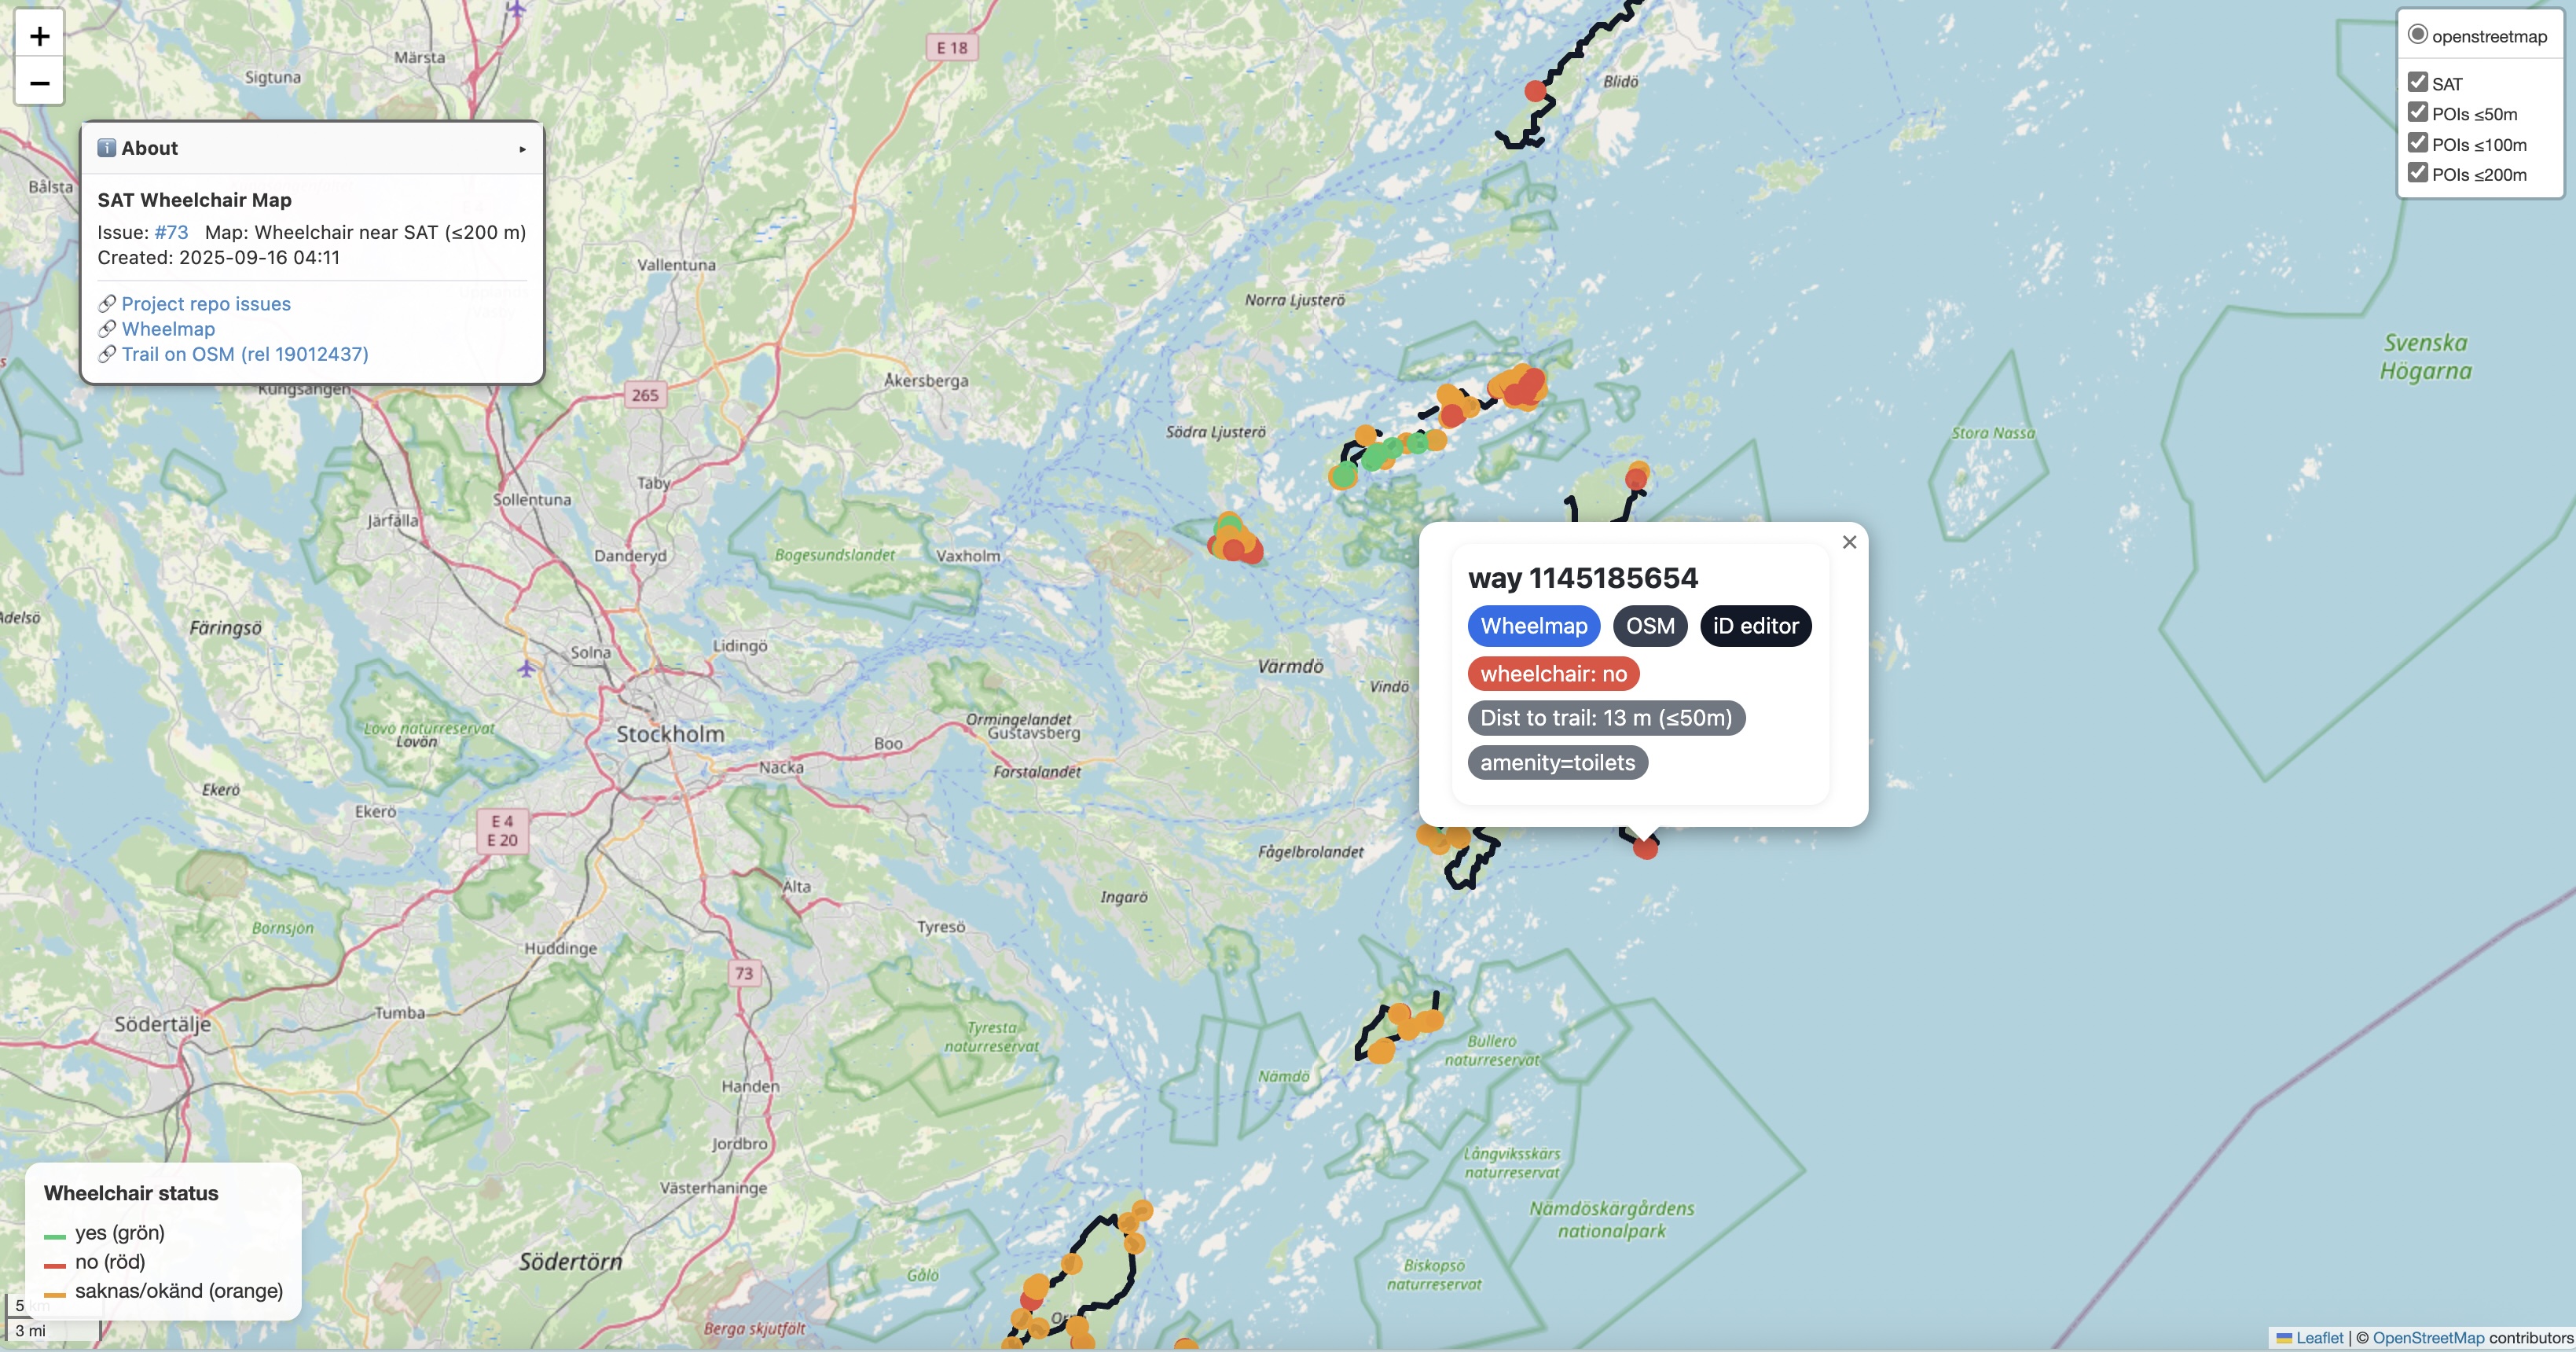 +
−
Märsta
Sigtuna
E 18
Blidö
openstreetmap
SAT
POIs ≤50m
POIs ≤100m
POIs ≤200m
Bålsta
About
SAT Wheelchair Map
Issue: #73 Map: Wheelchair near SAT (≤200 m)
Created: 2025-09-16 04:11
Project repo issues
Wheelmap
Trail on OSM (rel 19012437)
Kungsängen
Vallentuna
Norra Ljusterö
Svenska
Högarna
Åkersberga
265
Södra Ljusterö
Stora Nassa
Täby
Sollentuna
Järfälla
Danderyd
Bogesundslandet
Vaxholm
Adelsö
Färingsö
Lidingö
Solna
Värmdö
Vindö
way 1145185654
×
Wheelmap OSM iD editor
wheelchair: no
Dist to trail: 13 m (≤50m)
amenity=toilets
Lovö naturreservat
Lovön
Stockholm
Ormingelandet
Gustavsberg
Boo
Nacka
Farstalandet
Ekerö
Ekerö
E 4
E 20
Fågelbrolandet
Älta
Ingarö
Bornsjön
Tyresö
Huddinge
73
Tumba
Södertälje
Tyresta
naturreservat
Bullerö
naturreservat
Nämdö
Handen
Jordbro
Långviksskärs
naturreservat
Västerhaninge
Nämdöskärgårdens
nationalpark
Wheelchair status
yes (grön)
no (röd)
saknas/okänd (orange)
Södertörn
Gålö
Biskopsö
naturreservat
Berga skjutfält
5 km
3 mi
Leaflet | © OpenStreetMap contributors